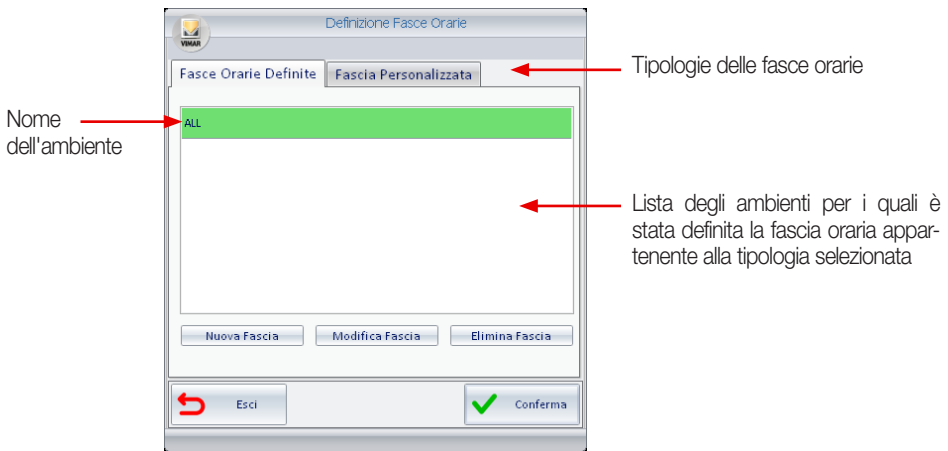 Definizione Fasce Orarie
VIMAR
Fasce Orarie Definite
Fascia Personalizzata
Tipologie delle fasce orarie
Nome
dell'ambiente
ALL
Lista degli ambienti per i quali è
stata definita la fascia oraria appar-
tenente alla tipologia selezionata
Nuova Fascia
Modifica Fascia
Elimina Fascia
Esci
Conferma